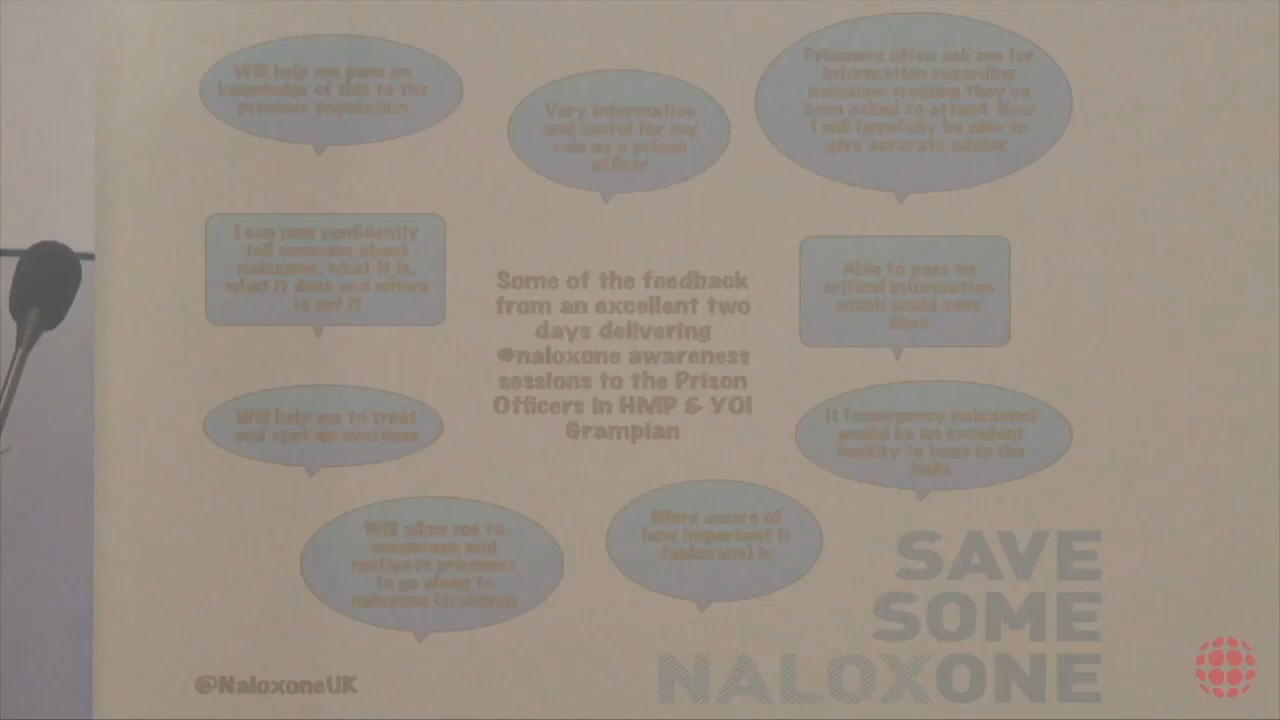 Will help me pass on
knowledge of this to the
prisoner population
Very informative
and useful for my
role as a prison
officer
Prisoners often ask me for
information regarding
naloxone training they've
been asked to attend. Now
I will hopefully be able to
give accurate advice.
I can now confidently
tell someone about
naloxone, what it is,
what it does and where
to get it
Some of the feedback
from an excellent two
days delivering
@naloxone awareness
sessions to the Prison
Officers in HMP & YOI
Grampian
Able to pass on
critical information
which could save
lives
Will help me to treat
and spot an overdose
It (emergency naloxone)
would be an excellent
facility to have in the
halls
Will allow me to
encourage and
motivate prisoners
to go along to
naloxone (training)
More aware of
how important it
(naloxone) is
SAVE
SOME
NALOXONE
@NaloxoneUK